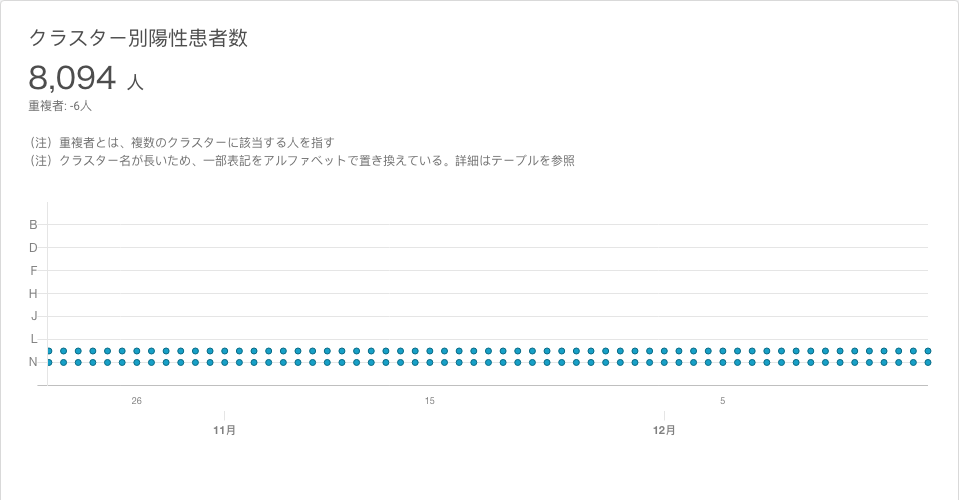 クラスター別陽性患者数
8,094 人
重複者: -6人
（注）重複者とは、複数のクラスターに該当する人を指す
（注）クラスター名が長いため、一部表記をアルファベットで置き換えている。詳細はテーブルを参照
B
D
F
H
J
L
N
26 15 5
11月 12月